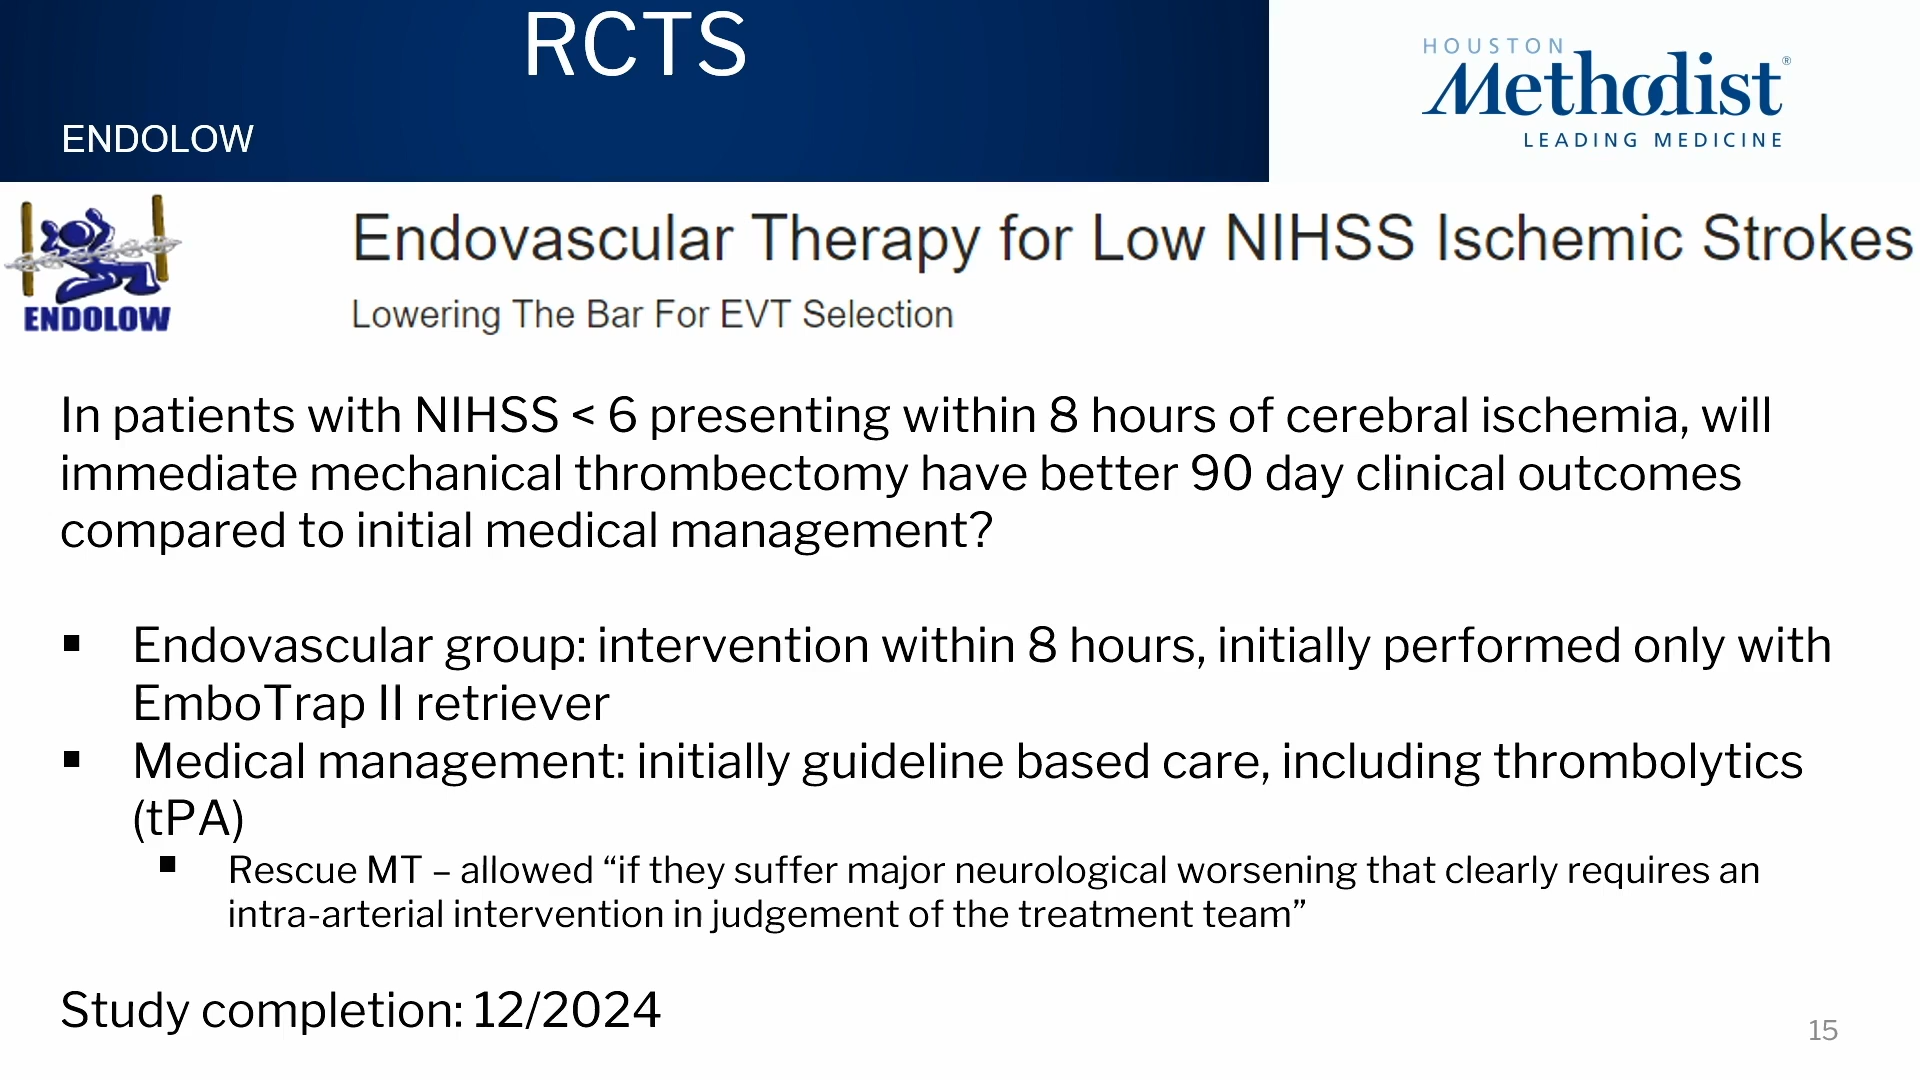 RCTS
ENDOLOW
HOUSTON
Methodist®
LEADING MEDICINE
ENDOLOW
Endovascular Therapy for Low NIHSS Ischemic Strokes
Lowering The Bar For EVT Selection
In patients with NIHSS < 6 presenting within 8 hours of cerebral ischemia, will
immediate mechanical thrombectomy have better 90 day clinical outcomes
compared to initial medical management?
▪ Endovascular group: intervention within 8 hours, initially performed only with
EmboTrap II retriever
▪ Medical management: initially guideline based care, including thrombolytics
(tPA)
▪ Rescue MT – allowed “if they suffer major neurological worsening that clearly requires an
intra-arterial intervention in judgement of the treatment team”
Study completion: 12/2024
15